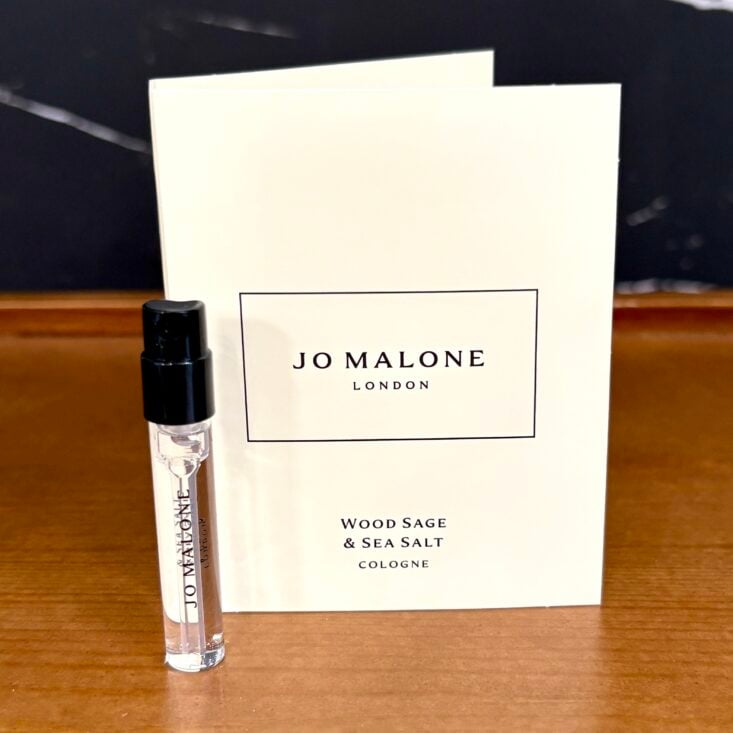 JO MALONE
LONDON
WOOD SAGE
& SEA SALT
COLOGNE
JO MALONE